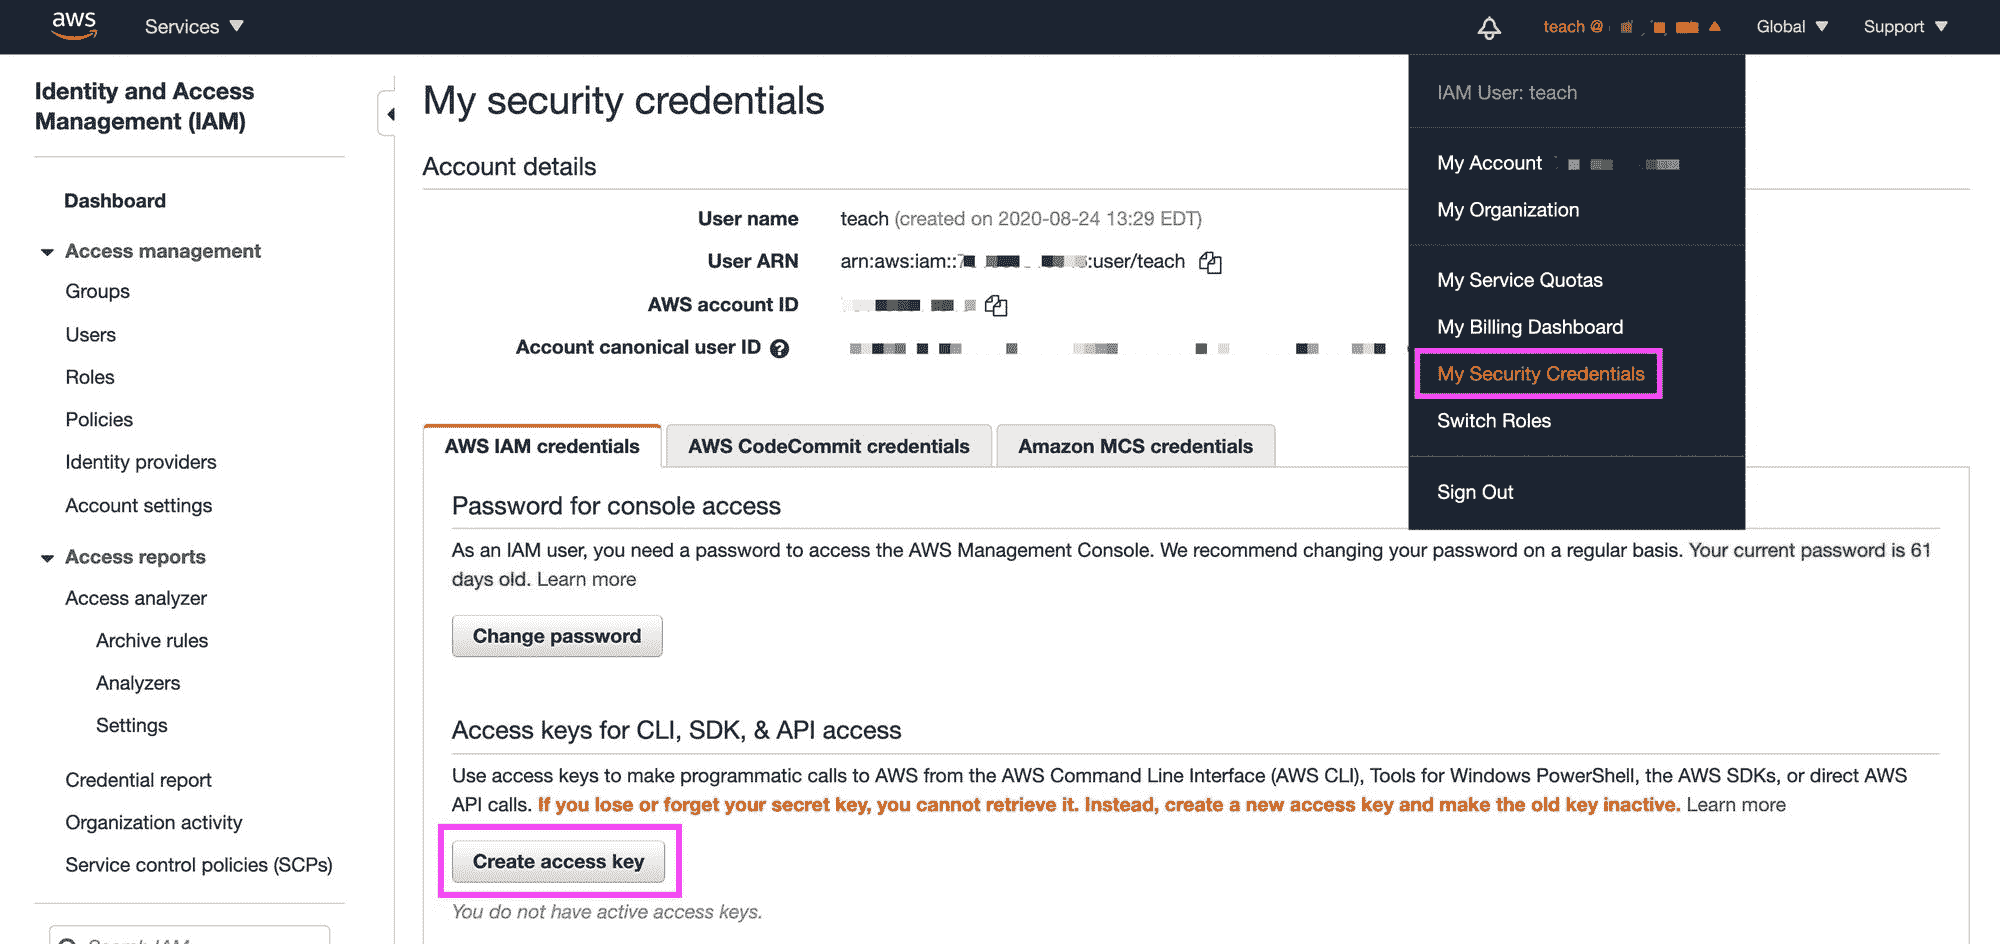 aws Services teach @ Global Support
Identity and Access
Management (IAM)
Dashboard
Access management
Groups
Users
Roles
Policies
Identity providers
Account settings
Access reports
Access analyzer
Archive rules
Analyzers
Settings
Credential report
Organization activity
Service control policies (SCPs)
Search IAM
My security credentials
Account details
User name teach (created on 2020-08-24 13:29 EDT)
User ARN arn:aws:iam:: :user/teach
AWS account ID
Account canonical user ID ?
AWS IAM credentials AWS CodeCommit credentials Amazon MCS credentials
Password for console access
As an IAM user, you need a password to access the AWS Management Console. We recommend changing your password on a regular basis. Your current password is 61
days old. Learn more
Change password
Access keys for CLI, SDK, & API access
Use access keys to make programmatic calls to AWS from the AWS Command Line Interface (AWS CLI), Tools for Windows PowerShell, the AWS SDKs, or direct AWS
API calls. If you lose or forget your secret key, you cannot retrieve it. Instead, create a new access key and make the old key inactive. Learn more
Create access key
You do not have active access keys.
IAM User: teach
My Account
My Organization
My Service Quotas
My Billing Dashboard
My Security Credentials
Switch Roles
Sign Out